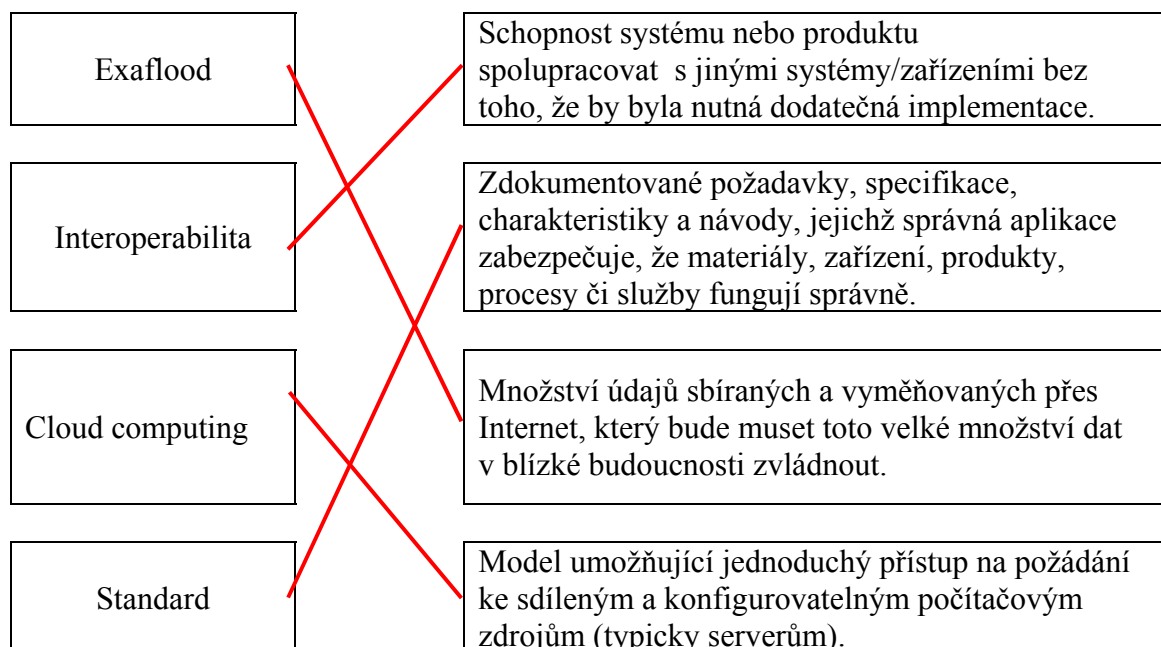 Exaflood
Schopnost systému nebo produktu
spolupracovat s jinými systémy/zařízeními bez
toho, že by byla nutná dodatečná implementace.
Interoperabilita
Zdokumentované požadavky, specifikace,
charakteristiky a návody, jejichž správná aplikace
zabezpečuje, že materiály, zařízení, produkty,
procesy či služby fungují správně.
Cloud computing
Množství údajů sbíraných a vyměňovaných přes
Internet, který bude muset toto velké množství dat
v blízké budoucnosti zvládnout.
Standard
Model umožňující jednoduchý přístup na požádání
ke sdíleným a konfigurovatelným počítačovým
zdrojům (typicky serverům).